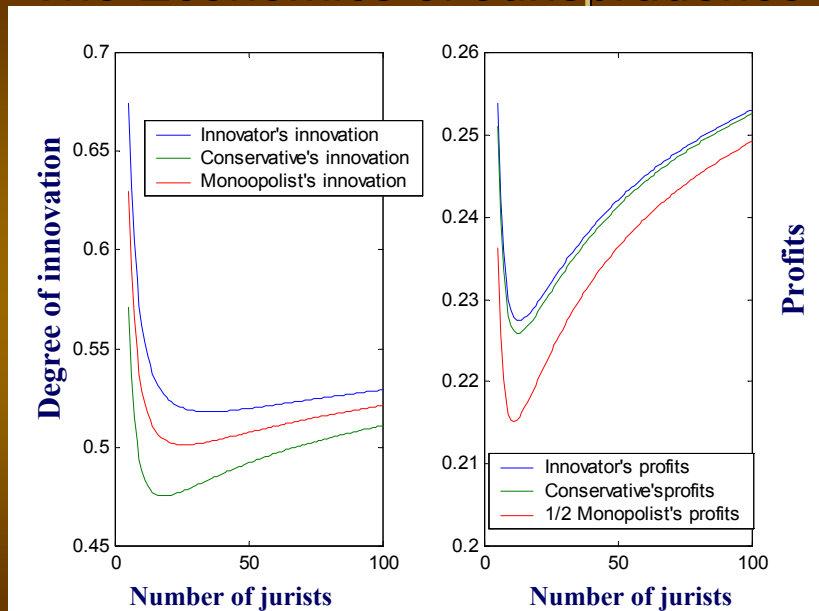 0.7
0.65
0.6
0.55
0.5
0.45
0
50
100
Degree of innovation
Number of jurists
Innovator's innovation
Conservative's innovation
Monoopolist's innovation
0.26
0.25
0.24
0.23
0.22
0.21
0.2
0
50
100
Profits
Number of jurists
Innovator's profits
Conservative'sprofits
1/2 Monopolist's profits